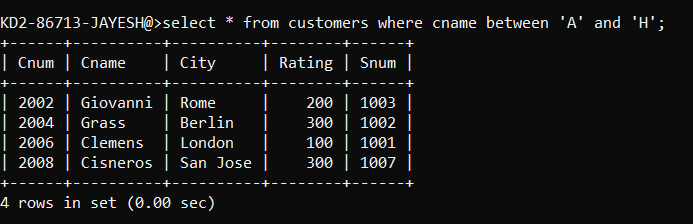 KD2-86713-JAYESH@>select * from customers where cname between 'A' and 'H';
+------+----------+----------+--------+------+
| Cnum | Cname    | City     | Rating | Snum |
+------+----------+----------+--------+------+
| 2002 | Giovanni | Rome     |    200 | 1003 |
| 2004 | Grass    | Berlin   |    300 | 1002 |
| 2006 | Clemens  | London   |    100 | 1001 |
| 2008 | Cisneros | San Jose |    300 | 1007 |
+------+----------+----------+--------+------+
4 rows in set (0.00 sec)